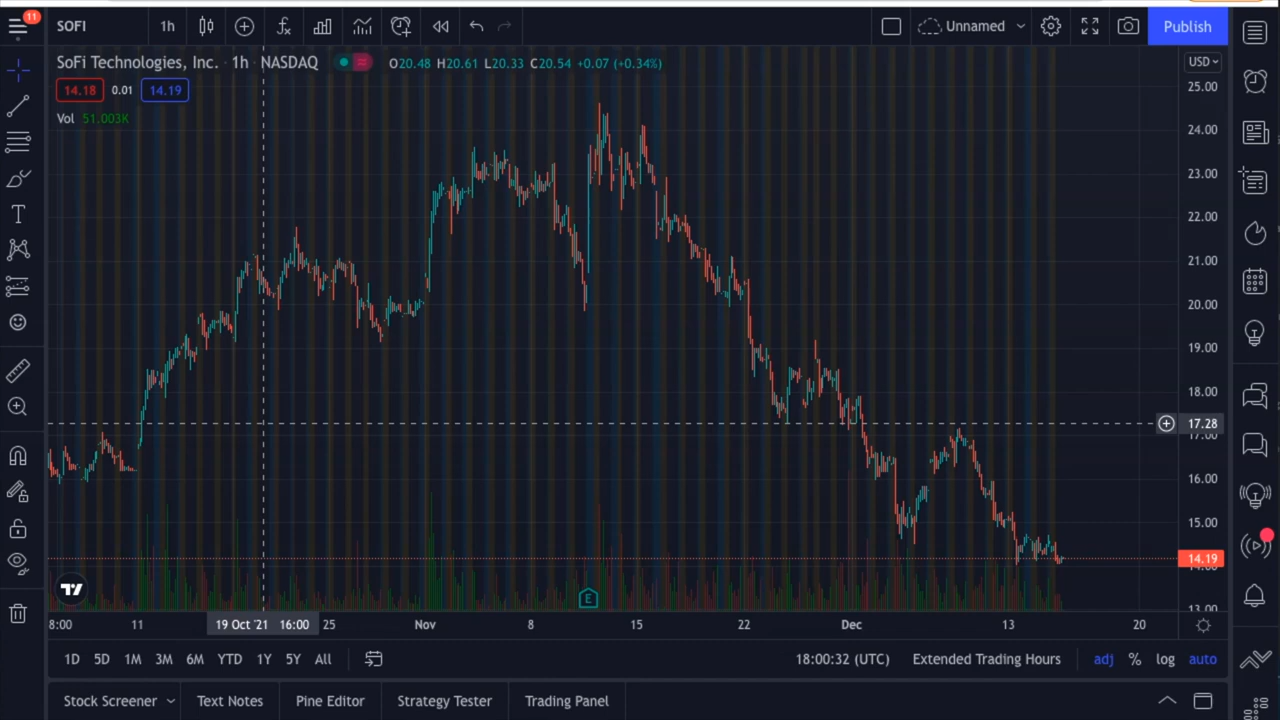 11
SOFI 1h Unnamed Publish
SoFi Technologies, Inc. · 1h · NASDAQ O20.48 H20.61 L20.33 C20.54 +0.07 (+0.34%) USD
14.18 0.01 14.19
Vol 51.003K
25.00
24.00
23.00
22.00
21.00
20.00
19.00
18.00
17.28
17.00
16.00
15.00
14.19
14.00
13.00
E
8:00 11 19 Oct '21 16:00 25 Nov 8 15 22 Dec 13 20
1D 5D 1M 3M 6M YTD 1Y 5Y All 18:00:32 (UTC) Extended Trading Hours adj % log auto
Stock Screener Text Notes Pine Editor Strategy Tester Trading Panel